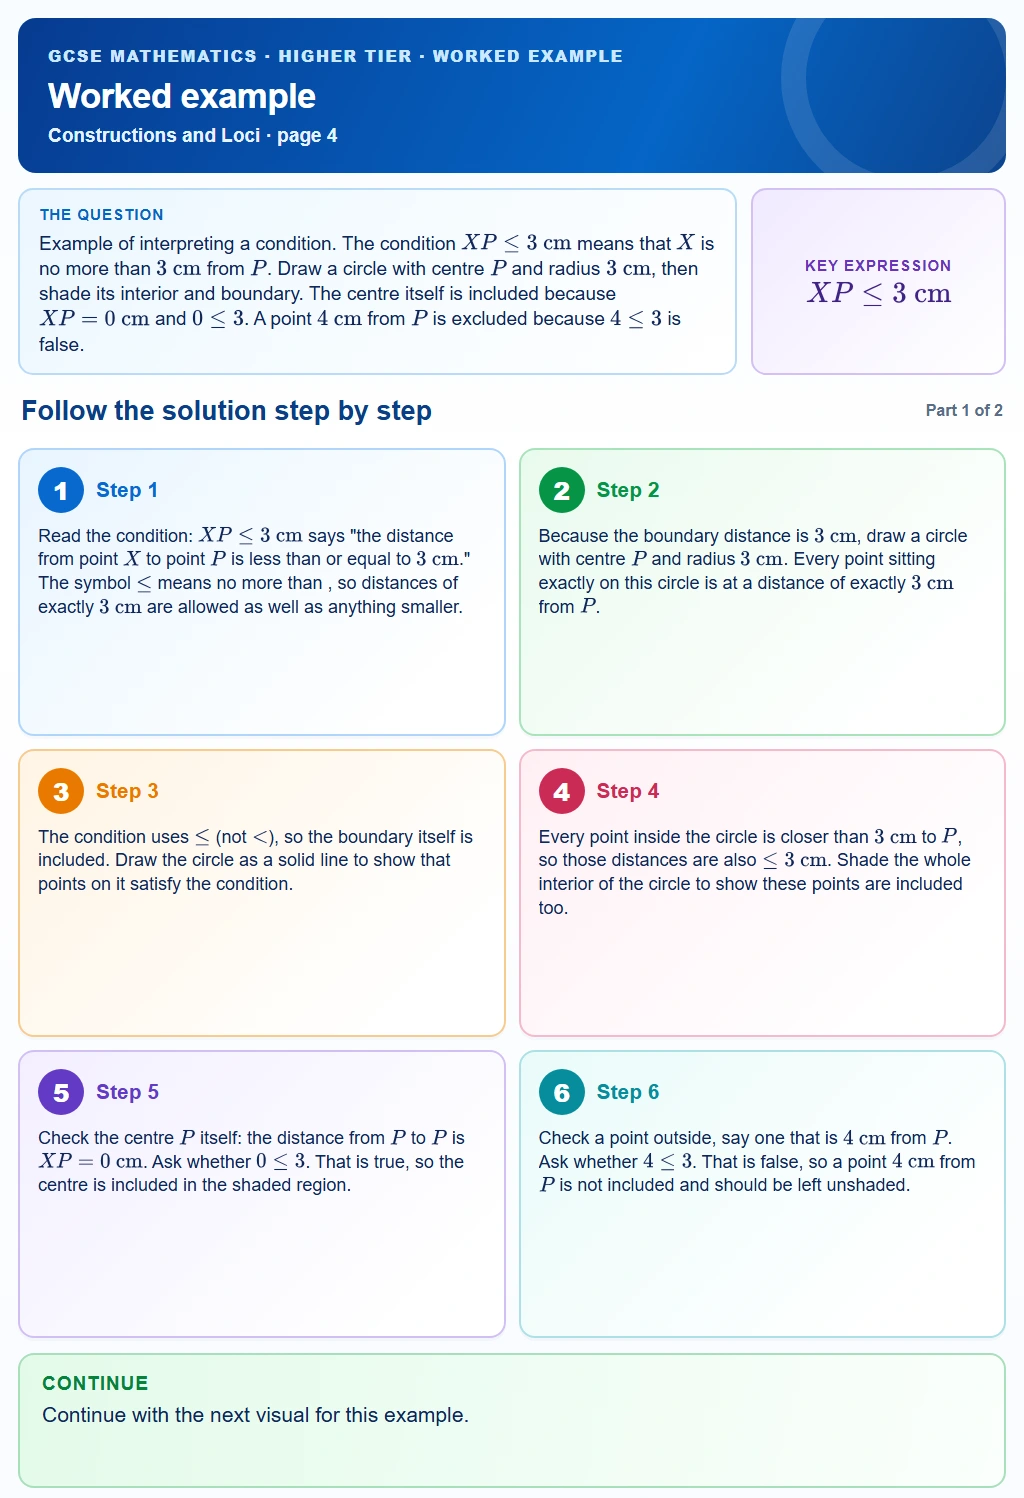 GCSE MATHEMATICS · HIGHER TIER · WORKED EXAMPLE
Worked example
Constructions and Loci · page 4
THE QUESTION
Example of interpreting a condition. The condition XP ≤ 3 cm means that X is
no more than 3 cm from P. Draw a circle with centre P and radius 3 cm, then
shade its interior and boundary. The centre itself is included because
XP = 0 cm and 0 ≤ 3. A point 4 cm from P is excluded because 4 ≤ 3 is
false.
KEY EXPRESSION
XP ≤ 3 cm
Follow the solution step by step
Part 1 of 2
1 Step 1
Read the condition: XP ≤ 3 cm says "the distance
from point X to point P is less than or equal to 3 cm."
The symbol ≤ means no more than , so distances of
exactly 3 cm are allowed as well as anything smaller.
2 Step 2
Because the boundary distance is 3 cm, draw a circle
with centre P and radius 3 cm. Every point sitting
exactly on this circle is at a distance of exactly 3 cm
from P.
3 Step 3
The condition uses ≤ (not <), so the boundary itself is
included. Draw the circle as a solid line to show that
points on it satisfy the condition.
4 Step 4
Every point inside the circle is closer than 3 cm to P,
so those distances are also ≤ 3 cm. Shade the whole
interior of the circle to show these points are included
too.
5 Step 5
Check the centre P itself: the distance from P to P is
XP = 0 cm. Ask whether 0 ≤ 3. That is true, so the
centre is included in the shaded region.
6 Step 6
Check a point outside, say one that is 4 cm from P.
Ask whether 4 ≤ 3. That is false, so a point 4 cm from
P is not included and should be left unshaded.
CONTINUE
Continue with the next visual for this example.